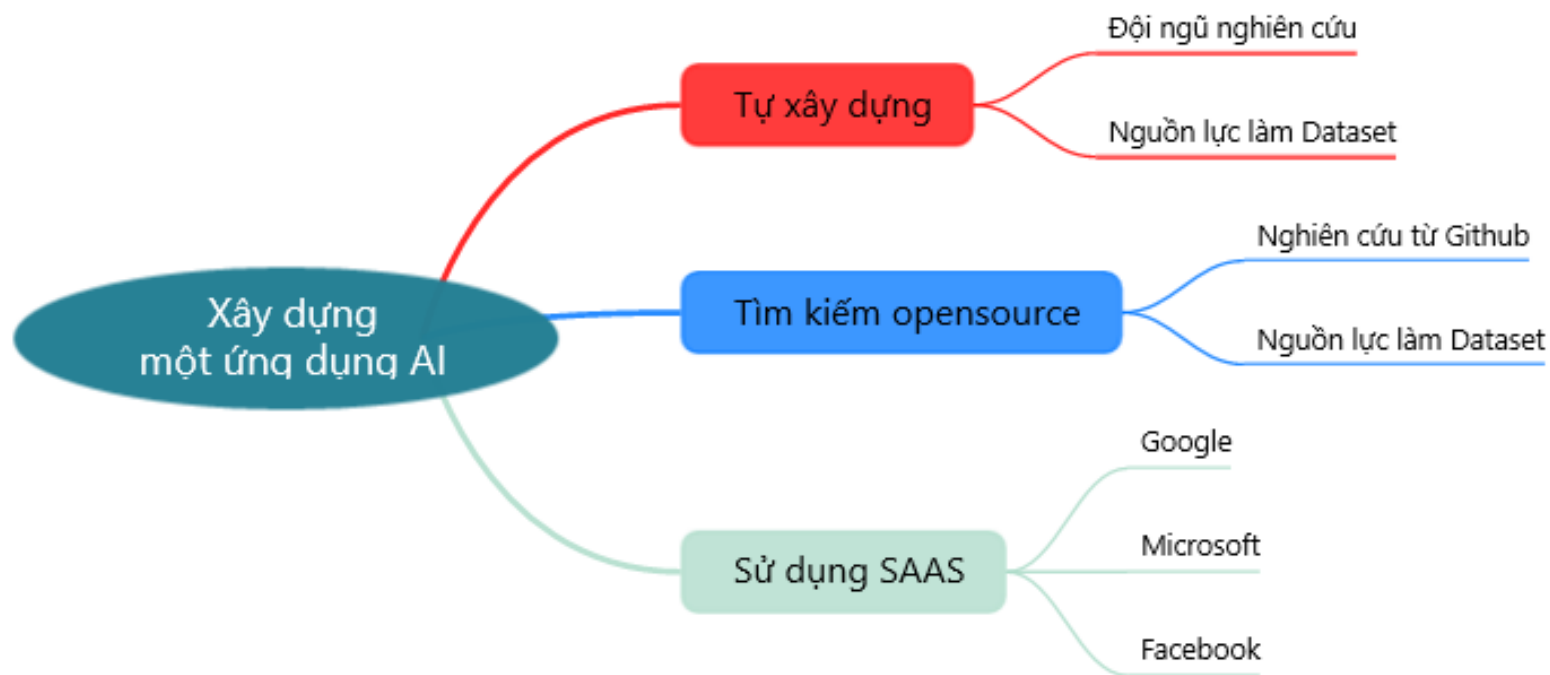 Xây dựng
một ứng dụng AI
Tự xây dựng
Đội ngũ nghiên cứu
Nguồn lực làm Dataset
Tìm kiếm opensource
Nghiên cứu từ Github
Nguồn lực làm Dataset
Sử dụng SAAS
Google
Microsoft
Facebook